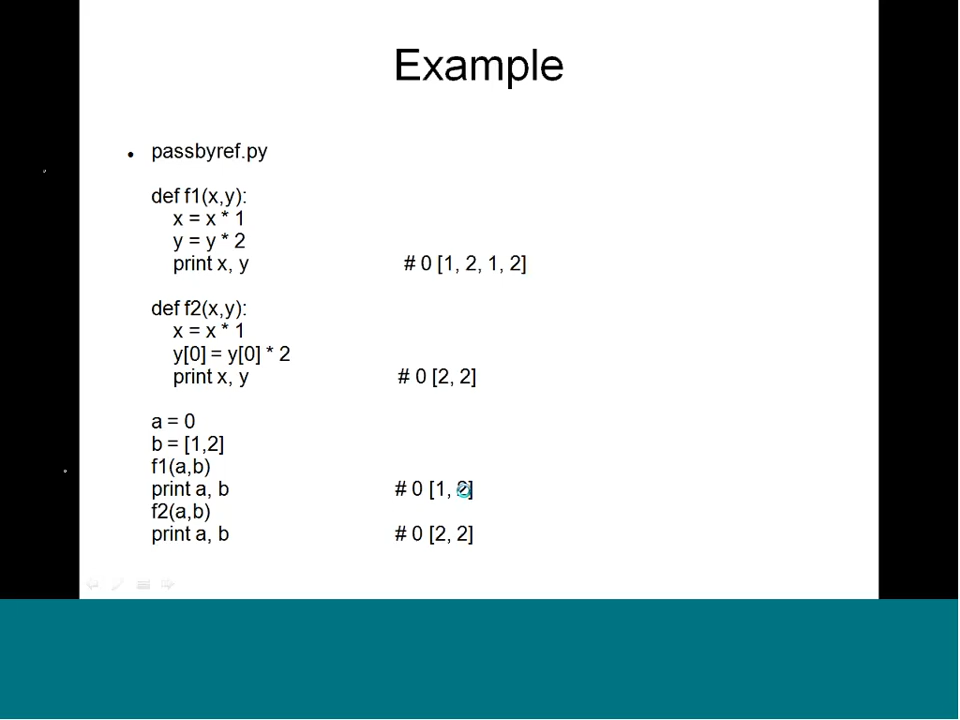 Example
• passbyref.py
def f1(x,y):
x = x * 1
y = y * 2
print x, y # 0 [1, 2, 1, 2]
def f2(x,y):
x = x * 1
y[0] = y[0] * 2
print x, y # 0 [2, 2]
a = 0
b = [1,2]
f1(a,b)
print a, b # 0 [1, 2]
f2(a,b)
print a, b # 0 [2, 2]